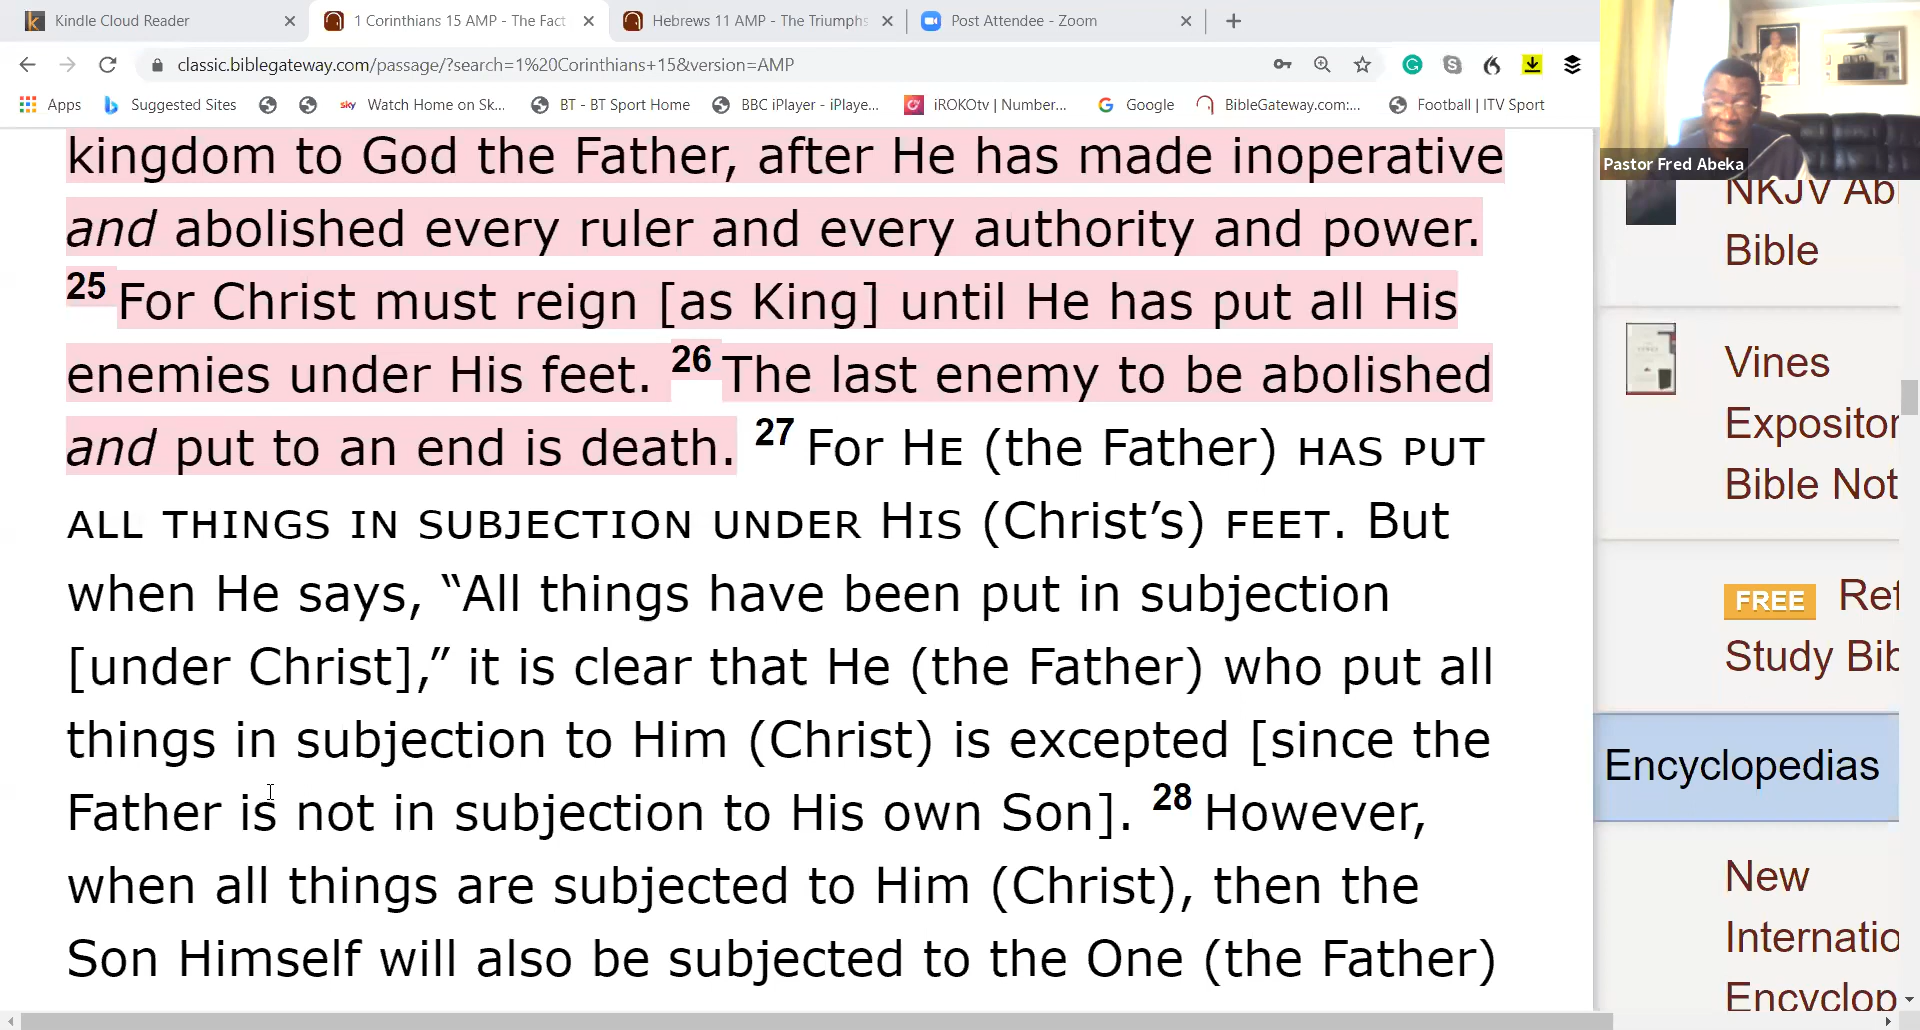 Kindle Cloud Reader
1 Corinthians 15 AMP - The Fact
Hebrews 11 AMP - The Triumphs
Post Attendee - Zoom
classic.biblegateway.com/passage/?search=1%20Corinthians+15&version=AMP
Apps
Suggested Sites
sky Watch Home on Sk...
BT - BT Sport Home
BBC iPlayer - iPlaye...
iROKOtv | Number...
Google
BibleGateway.com:...
Football | ITV Sport
kingdom to God the Father, after He has made inoperative
and abolished every ruler and every authority and power.
25 For Christ must reign [as King] until He has put all His
enemies under His feet. 26 The last enemy to be abolished
and put to an end is death. 27 For HE (the Father) HAS PUT
ALL THINGS IN SUBJECTION UNDER HIS (Christ’s) FEET. But
when He says, “All things have been put in subjection
[under Christ],” it is clear that He (the Father) who put all
things in subjection to Him (Christ) is excepted [since the
Father is not in subjection to His own Son]. 28 However,
when all things are subjected to Him (Christ), then the
Son Himself will also be subjected to the One (the Father)
Pastor Fred Abeka
NKJV Ab
Bible
Vines
Expositor
Bible Not
FREE Ref
Study Bib
Encyclopedias
New
Internatio
Encyclop